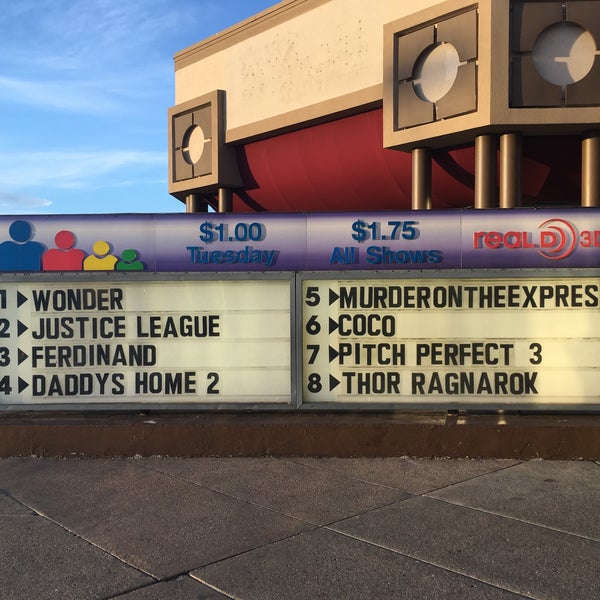 $1.00 $1.75 REALD 3D
Tuesday All Shows
1 WONDER
2 JUSTICE LEAGUE
3 FERDINAND
4 DADDYS HOME 2
5 MURDERONTHEEXPRES
6 COCO
7 PITCH PERFECT 3
8 THOR RAGNAROK